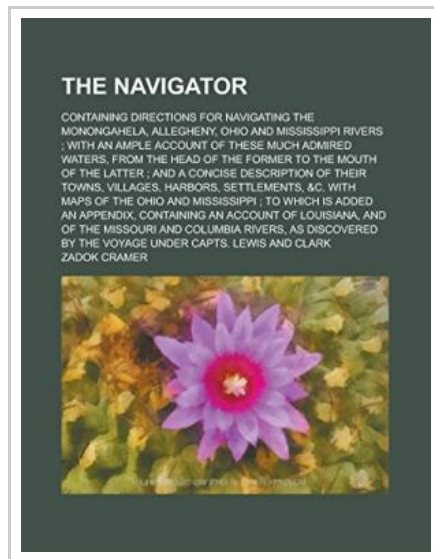 THE NAVIGATOR
CONTAINING DIRECTIONS FOR NAVIGATING THE
MONONGAHELA, ALLEGHENY, OHIO AND MISSISSIPPI RIVERS
; WITH AN AMPLE ACCOUNT OF THESE MUCH ADMIRED
WATERS, FROM THE HEAD OF THE FORMER TO THE MOUTH
OF THE LATTER ; AND A CONCISE DESCRIPTION OF THEIR
TOWNS, VILLAGES, HARBORS, SETTLEMENTS, &C. WITH
MAPS OF THE OHIO AND MISSISSIPPI ; TO WHICH IS ADDED
AN APPENDIX, CONTAINING AN ACCOUNT OF LOUISIANA, AND
OF THE MISSOURI AND COLUMBIA RIVERS, AS DISCOVERED
BY THE VOYAGE UNDER CAPTS. LEWIS AND CLARK
ZADOK CRAMER